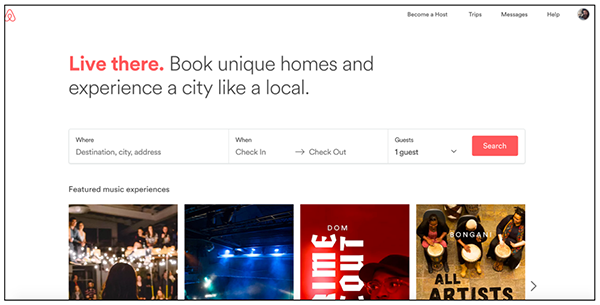 Become a Host Trips Messages Help
Live there. Book unique homes and
experience a city like a local.
Where When Guests
Destination, city, address Check In → Check Out 1 guest Search
Featured music experiences
DOM
BONGANI
ALL
ARTISTS